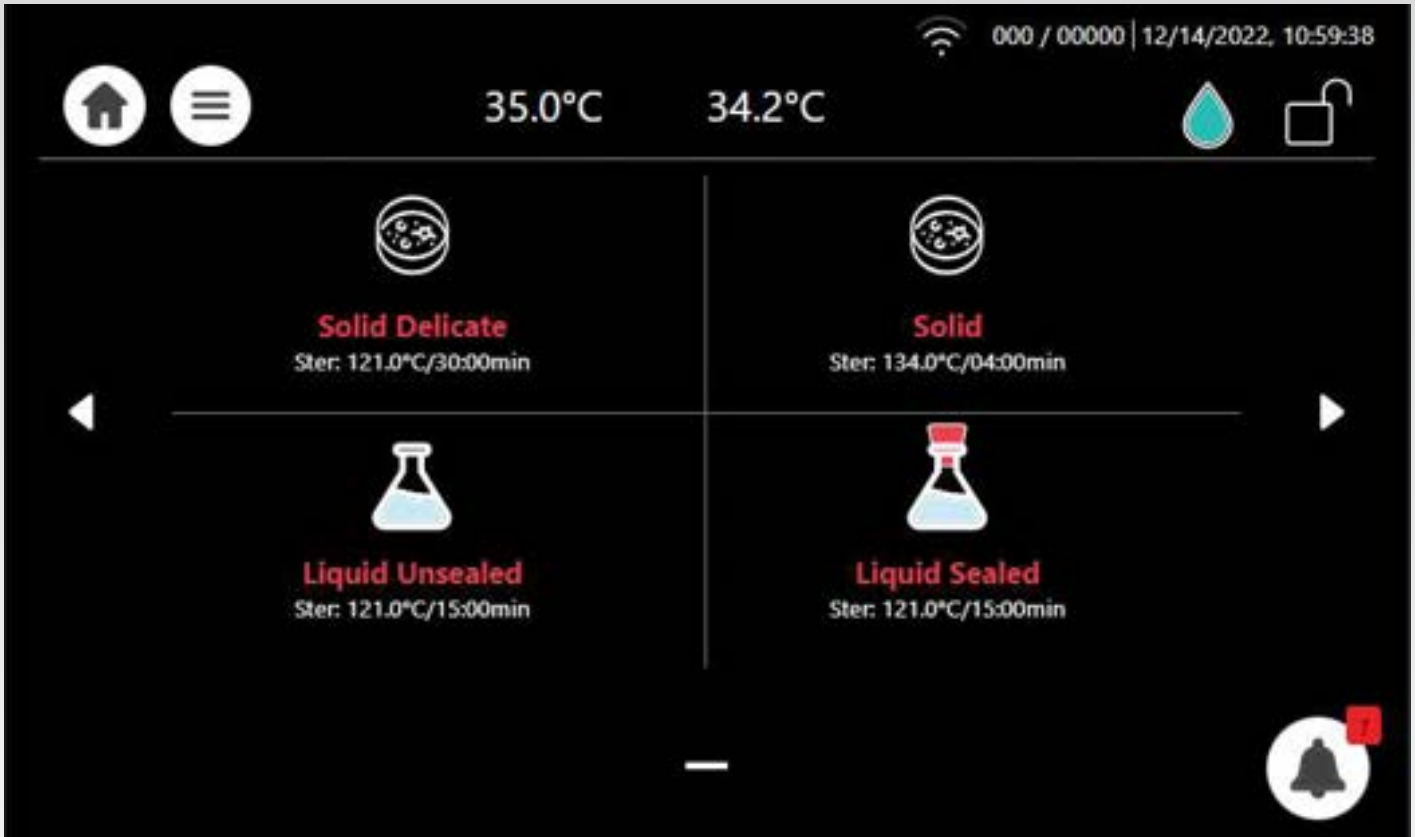 000 / 00000 | 12/14/2022, 10:59:38
35.0°C 34.2°C
Solid Delicate
Ster: 121.0°C/30:00min
Solid
Ster: 134.0°C/04:00min
Liquid Unsealed
Ster: 121.0°C/15:00min
Liquid Sealed
Ster: 121.0°C/15:00min